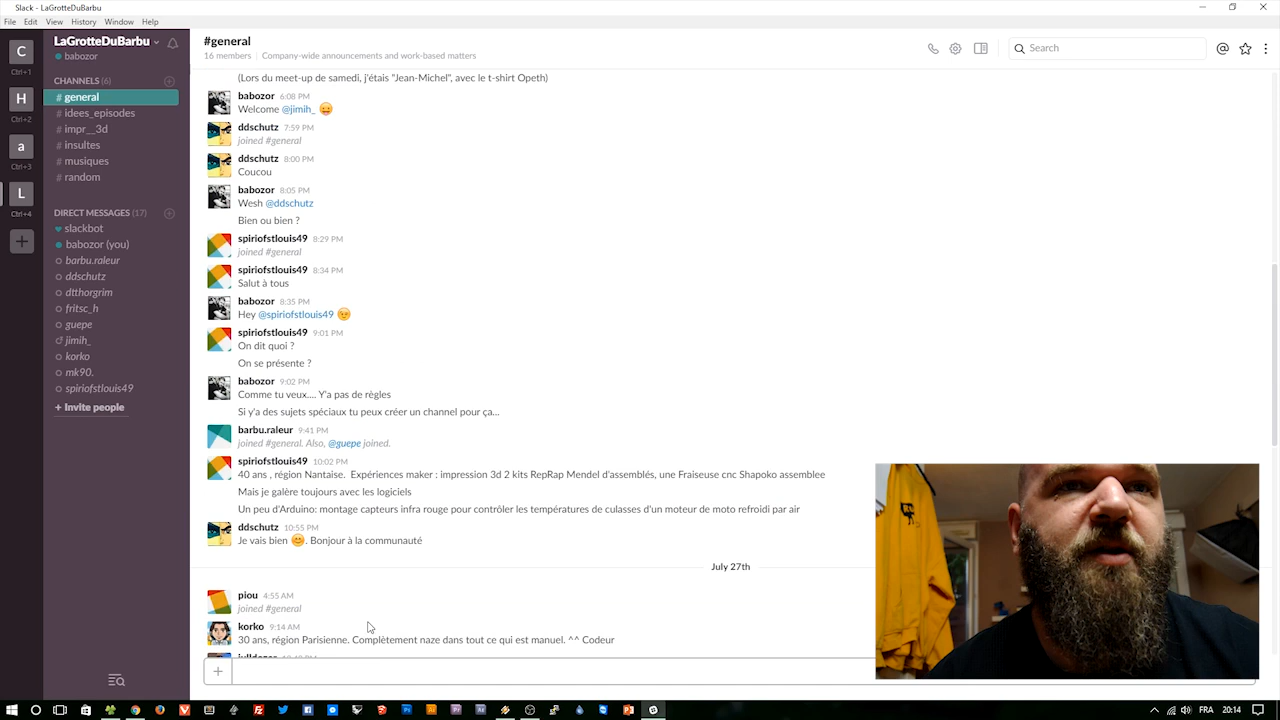 Slack - LaGrotteDuBarbu
File Edit View History Window Help
C
Ctrl+1
H
Ctrl+2
a
Ctrl+3
L
Ctrl+4
LaGrotteDuBarbu
babozor
CHANNELS (6)
# general
# idees_episodes
# impr__3d
# insultes
# musiques
# random
DIRECT MESSAGES (17)
slackbot
babozor (you)
barbu.raleur
ddschutz
dtthorgrim
fritsc_h
guepe
jimih_
korko
mk90.
spiriofstlouis49
+ Invite people
#general
16 members | Company-wide announcements and work-based matters
Search
(Lors du meet-up de samedi, j'étais "Jean-Michel", avec le t-shirt Opeth)
babozor 6:08 PM
Welcome @jimih_
ddschutz 7:59 PM
joined #general
ddschutz 8:00 PM
Coucou
babozor 8:05 PM
Wesh @ddschutz
Bien ou bien ?
spiriofstlouis49 8:29 PM
joined #general
spiriofstlouis49 8:34 PM
Salut à tous
babozor 8:35 PM
Hey @spiriofstlouis49
spiriofstlouis49 9:01 PM
On dit quoi ?
On se présente ?
babozor 9:02 PM
Comme tu veux.... Y'a pas de règles
Si y'a des sujets spéciaux tu peux créer un channel pour ça...
barbu.raleur 9:41 PM
joined #general. Also, @guepe joined.
spiriofstlouis49 10:02 PM
40 ans , région Nantaise. Expériences maker : impression 3d 2 kits RepRap Mendel d'assemblés, une Fraiseuse cnc Shapoko assemblee
Mais je galère toujours avec les logiciels
Un peu d'Arduino: montage capteurs infra rouge pour contrôler les températures de culasses d'un moteur de moto refroidi par air
ddschutz 10:55 PM
Je vais bien . Bonjour à la communauté
July 27th
piou 4:55 AM
joined #general
korko 9:14 AM
30 ans, région Parisienne. Complètement naze dans tout ce qui est manuel. ^^ Codeur
FRA 20:14